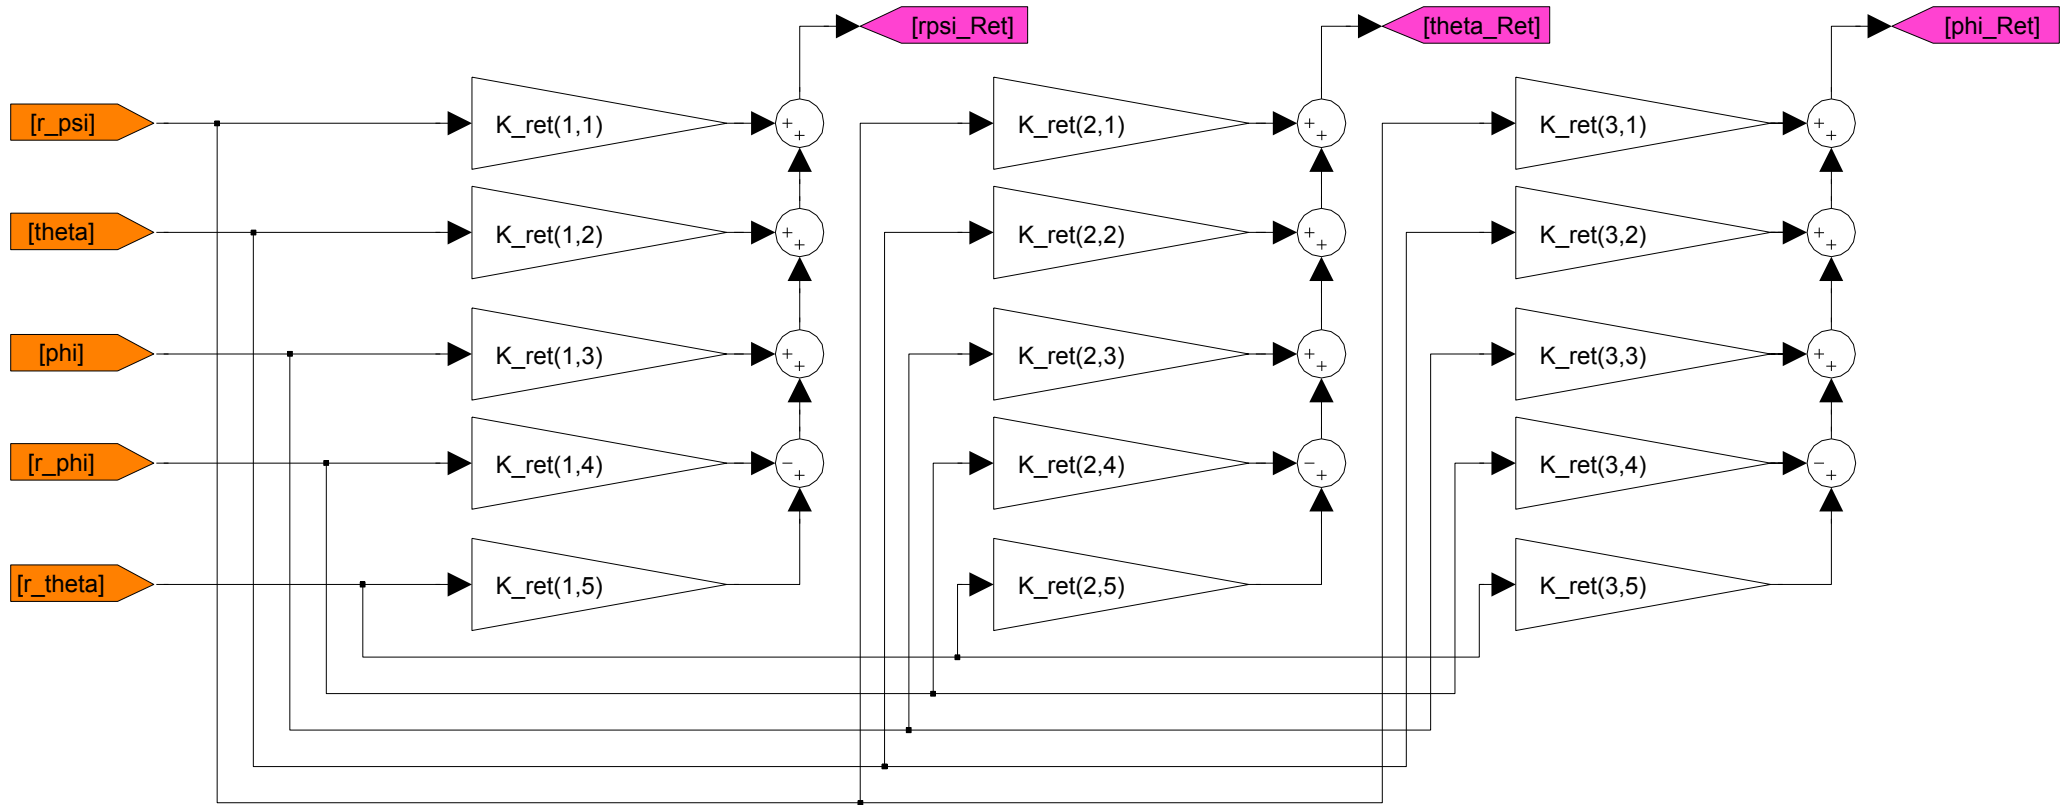 [rpsi_Ret] [theta_Ret] [phi_Ret]
[r_psi] K_ret(1,1) + + K_ret(2,1) + + K_ret(3,1) + +
[theta] K_ret(1,2) + + K_ret(2,2) + + K_ret(3,2) + +
[phi] K_ret(1,3) + + K_ret(2,3) + + K_ret(3,3) + +
[r_phi] K_ret(1,4) − + K_ret(2,4) − + K_ret(3,4) − +
[r_theta] K_ret(1,5) K_ret(2,5) K_ret(3,5)